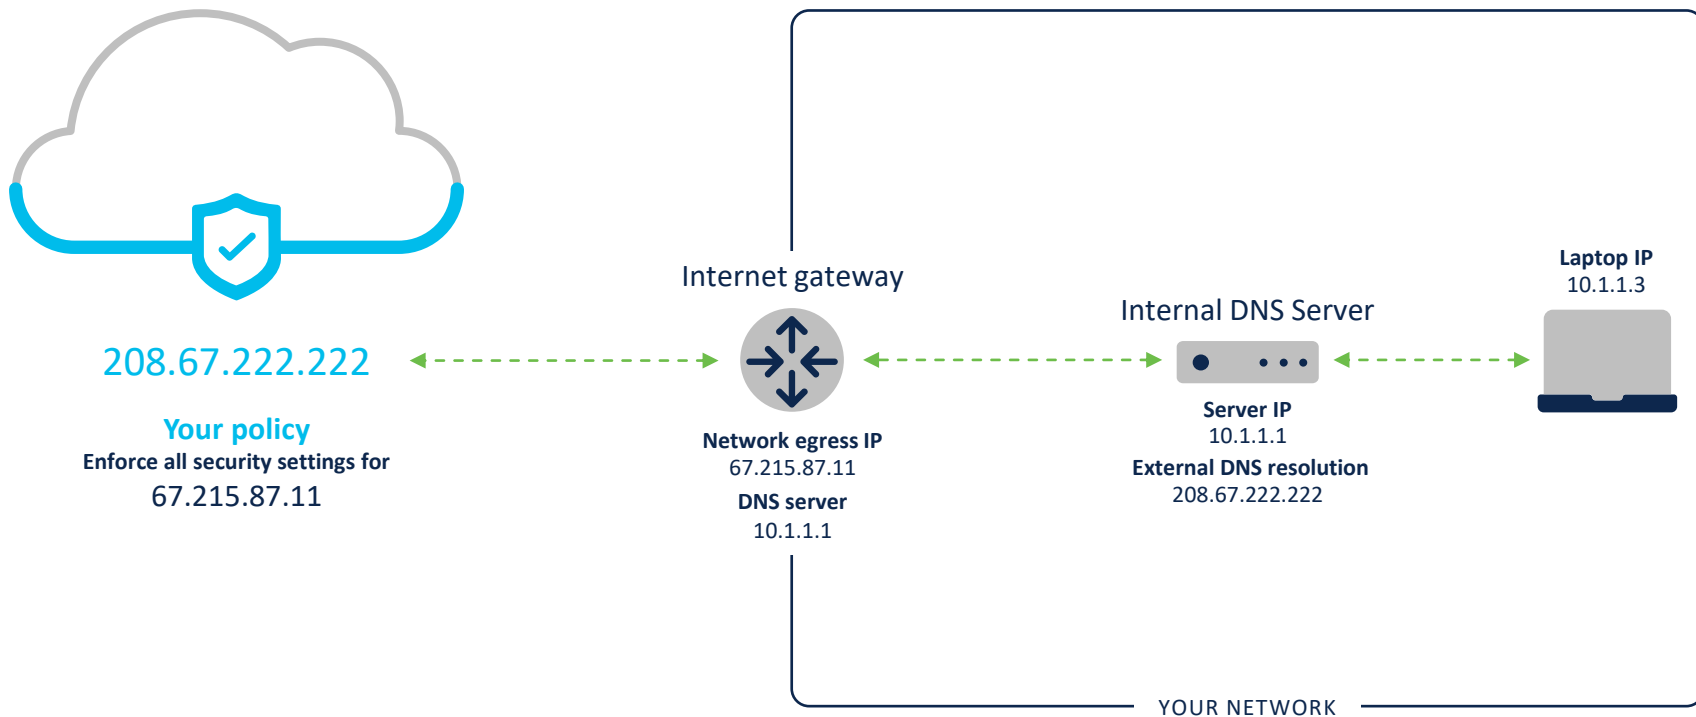 208.67.222.222
Your policy
Enforce all security settings for
67.215.87.11
Internet gateway
Network egress IP
67.215.87.11
DNS server
10.1.1.1
Internal DNS Server
Server IP
10.1.1.1
External DNS resolution
208.67.222.222
Laptop IP
10.1.1.3
YOUR NETWORK